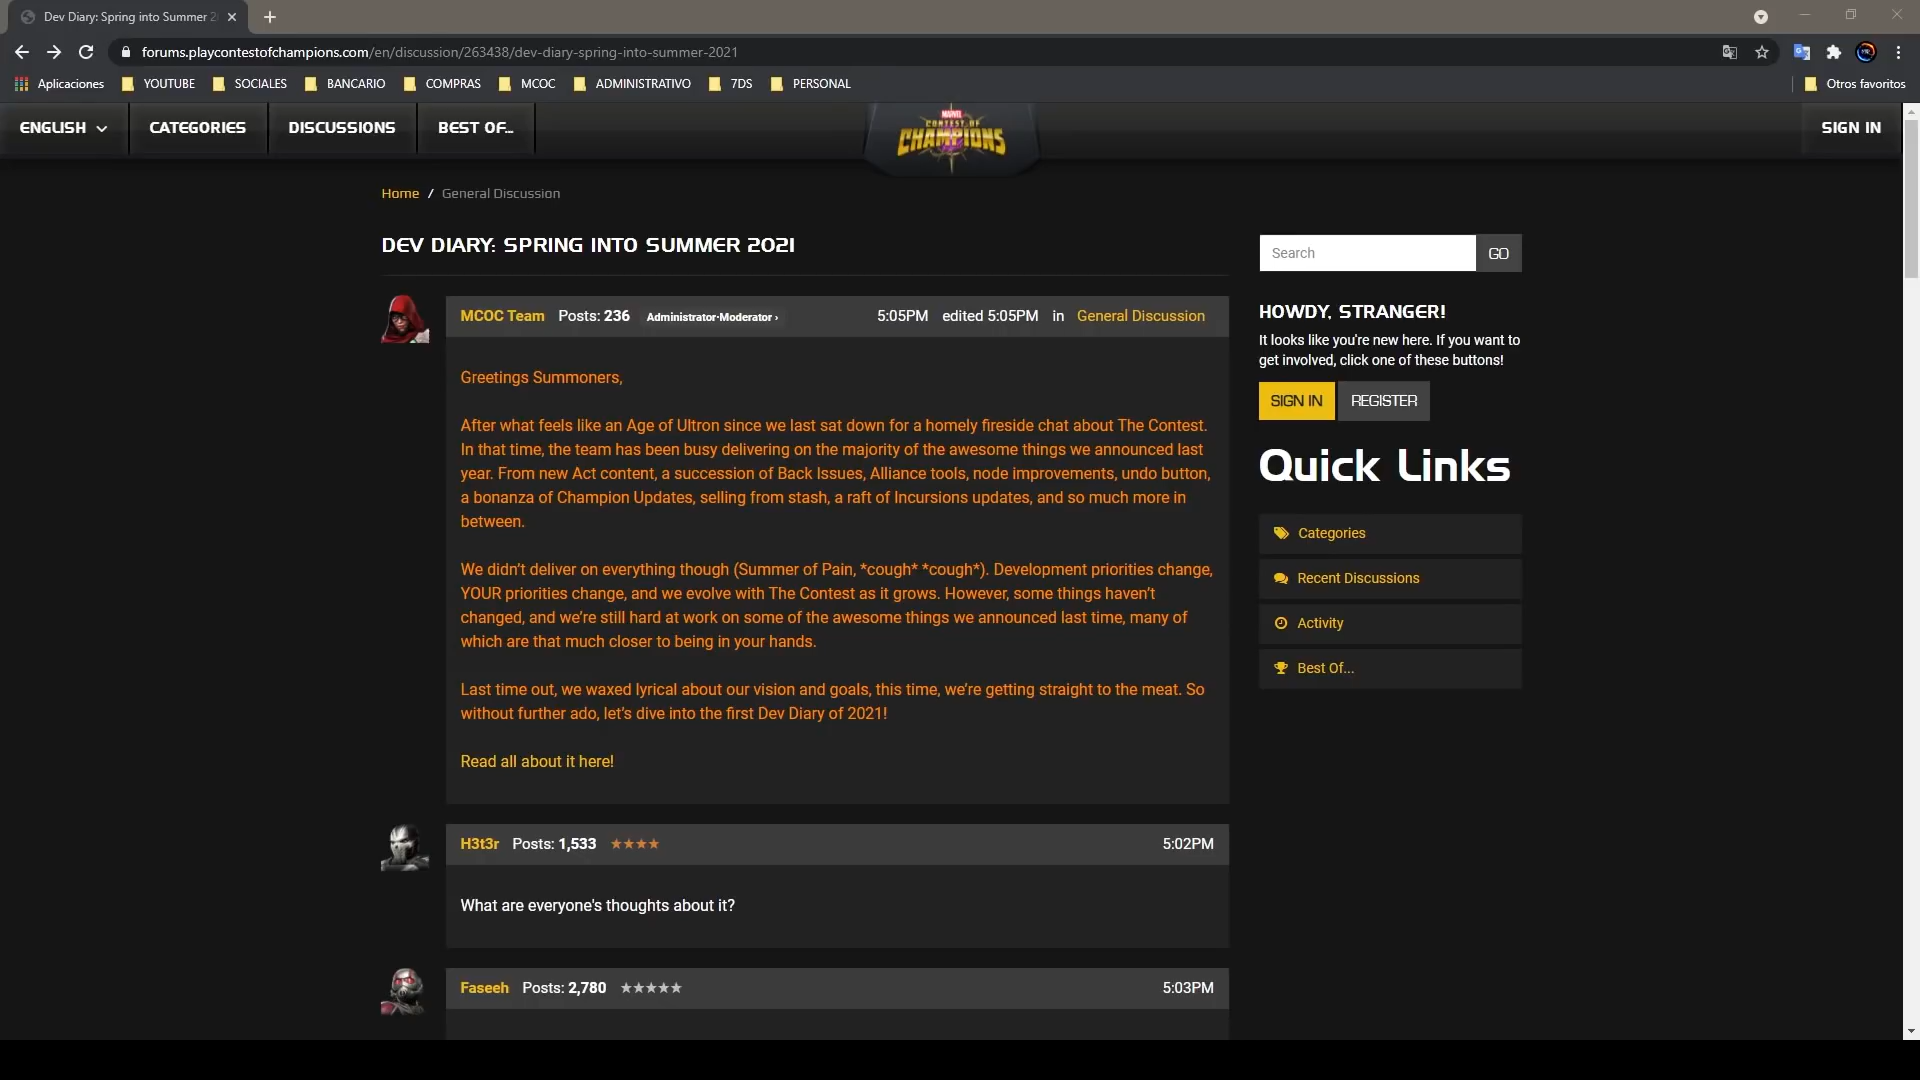 Dev Diary: Spring into Summer 2
forums.playcontestofchampions.com/en/discussion/263438/dev-diary-spring-into-summer-2021
Aplicaciones YOUTUBE SOCIALES BANCARIO COMPRAS MCOC ADMINISTRATIVO 7DS PERSONAL Otros favoritos
ENGLISH CATEGORIES DISCUSSIONS BEST OF... MARVEL CONTEST OF CHAMPIONS SIGN IN
Home / General Discussion
DEV DIARY: SPRING INTO SUMMER 2021
Search GO
MCOC Team Posts: 236 Administrator·Moderator › 5:05PM edited 5:05PM in General Discussion
Greetings Summoners,
After what feels like an Age of Ultron since we last sat down for a homely fireside chat about The Contest.
In that time, the team has been busy delivering on the majority of the awesome things we announced last
year. From new Act content, a succession of Back Issues, Alliance tools, node improvements, undo button,
a bonanza of Champion Updates, selling from stash, a raft of Incursions updates, and so much more in
between.
We didn't deliver on everything though (Summer of Pain, *cough* *cough*). Development priorities change,
YOUR priorities change, and we evolve with The Contest as it grows. However, some things haven't
changed, and we're still hard at work on some of the awesome things we announced last time, many of
which are that much closer to being in your hands.
Last time out, we waxed lyrical about our vision and goals, this time, we're getting straight to the meat. So
without further ado, let's dive into the first Dev Diary of 2021!
Read all about it here!
H3t3r Posts: 1,533 ★★★★ 5:02PM
What are everyone's thoughts about it?
Faseeh Posts: 2,780 ★★★★★ 5:03PM
HOWDY, STRANGER!
It looks like you're new here. If you want to
get involved, click one of these buttons!
SIGN IN REGISTER
Quick Links
Categories
Recent Discussions
Activity
Best Of...